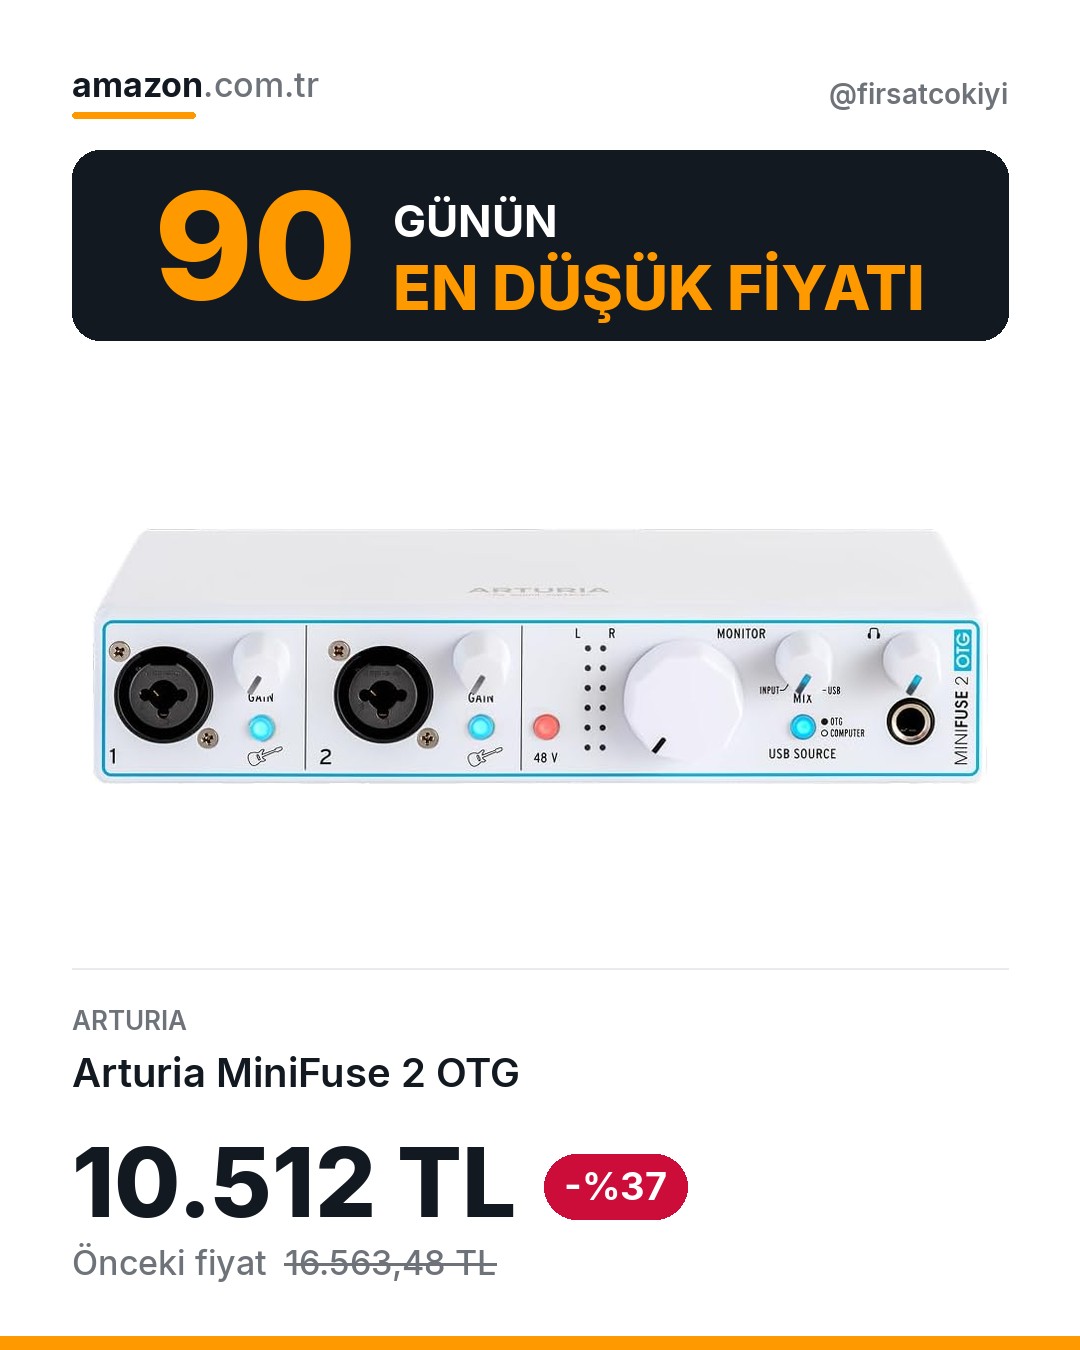 amazon.com.tr
@firsatcokiyi
90
GÜNÜN
EN DÜŞÜK FİYATI
ARTURIA
L R
MONITOR
GAIN
GAIN
INPUT
MIX
-USB
OTG
COMPUTER
USB SOURCE
48 V
1
2
MINIFUSE 2 OTG
ARTURIA
Arturia MiniFuse 2 OTG
10.512 TL
-%37
Önceki fiyat 16.563,48 TL